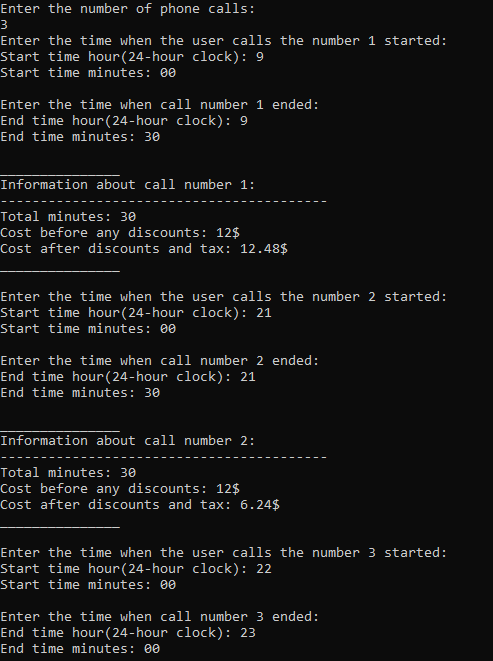 Enter the number of phone calls:
3
Enter the time when the user calls the number 1 started:
Start time hour(24-hour clock): 9
Start time minutes: 00
Enter the time when call number 1 ended:
End time hour(24-hour clock): 9
End time minutes: 30
_______________
Information about call number 1:
-----------------------------------------
Total minutes: 30
Cost before any discounts: 12$
Cost after discounts and tax: 12.48$
_______________
Enter the time when the user calls the number 2 started:
Start time hour(24-hour clock): 21
Start time minutes: 00
Enter the time when call number 2 ended:
End time hour(24-hour clock): 21
End time minutes: 30
_______________
Information about call number 2:
-----------------------------------------
Total minutes: 30
Cost before any discounts: 12$
Cost after discounts and tax: 6.24$
_______________
Enter the time when the user calls the number 3 started:
Start time hour(24-hour clock): 22
Start time minutes: 00
Enter the time when call number 3 ended:
End time hour(24-hour clock): 23
End time minutes: 00